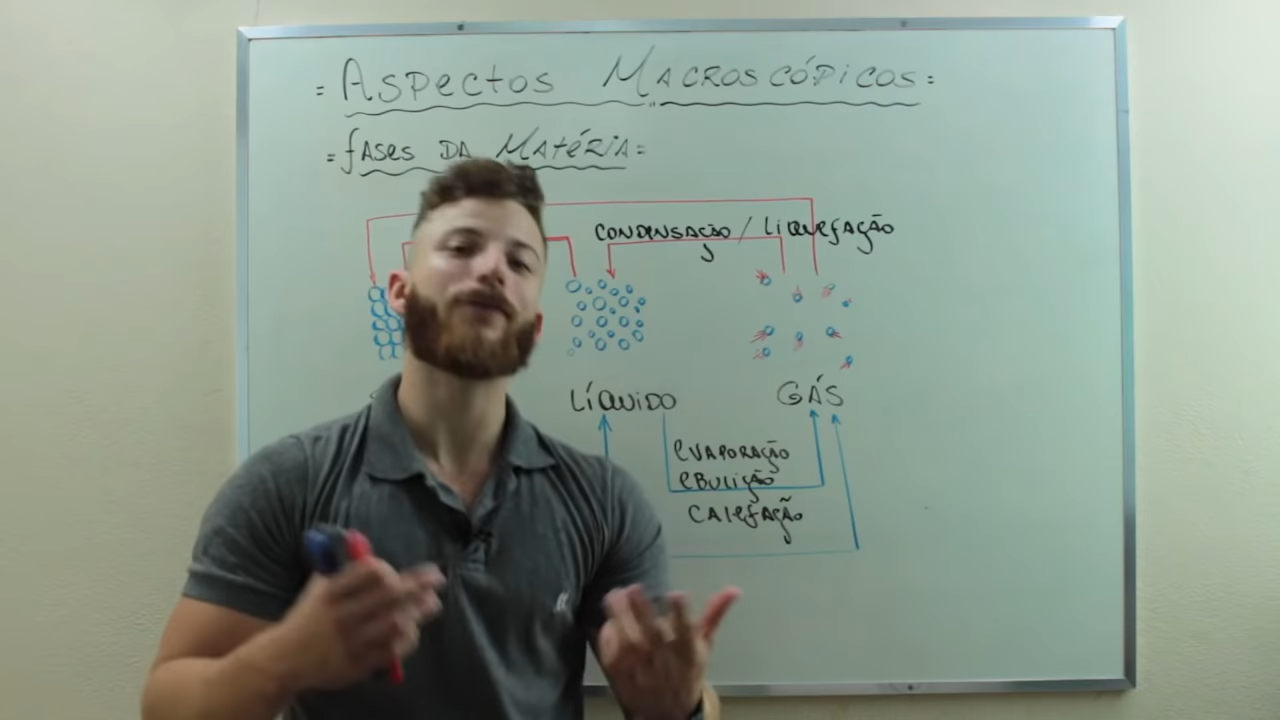 = Aspectos Macroscópicos =
= fases da Matéria =
Condensação / Liquefação
Líquido
Gás
Evaporação
ebulição
calefação